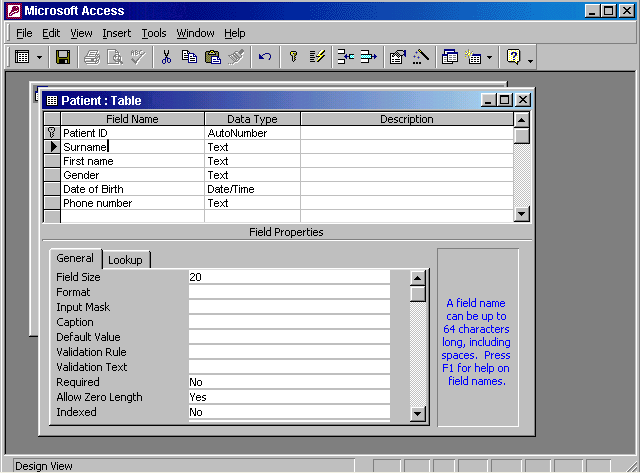 Microsoft Access
File Edit View Insert Tools Window Help
Patient : Table
Field Name Data Type Description
Patient ID AutoNumber
Surname Text
First name Text
Gender Text
Date of Birth Date/Time
Phone number Text
Field Properties
General Lookup
Field Size 20
Format
Input Mask
Caption
Default Value
Validation Rule
Validation Text
Required No
Allow Zero Length Yes
Indexed No
A field name
can be up to
64 characters
long, including
spaces. Press
F1 for help on
field names.
Design View